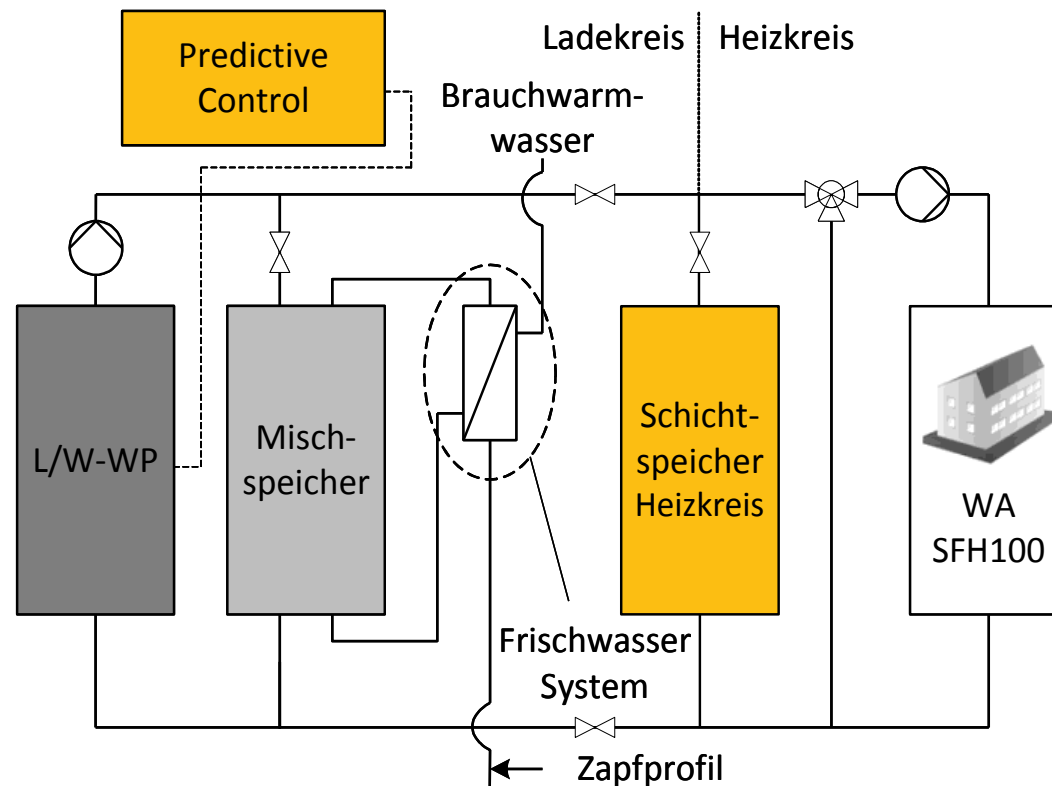 Predictive
Control
Ladekreis
Heizkreis
Brauchwarm-
wasser
L/W-WP
Misch-
speicher
Schicht-
speicher
Heizkreis
WA
SFH100
Frischwasser
System
Zapfprofil